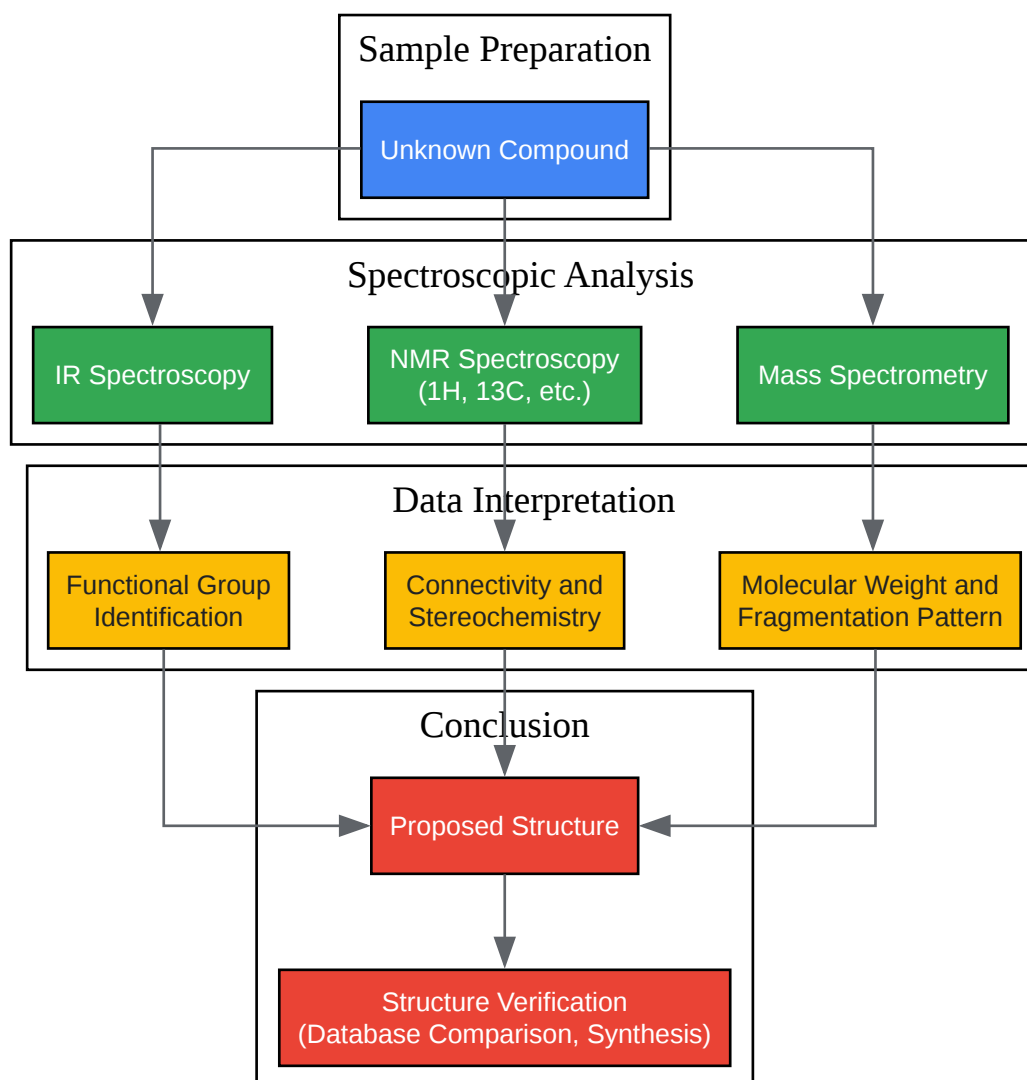 Sample Preparation
Unknown Compound
Spectroscopic Analysis
IR Spectroscopy
NMR Spectroscopy
(1H, 13C, etc.)
Mass Spectrometry
Data Interpretation
Functional Group
Identification
Connectivity and
Stereochemistry
Molecular Weight and
Fragmentation Pattern
Conclusion
Proposed Structure
Structure Verification
(Database Comparison, Synthesis)